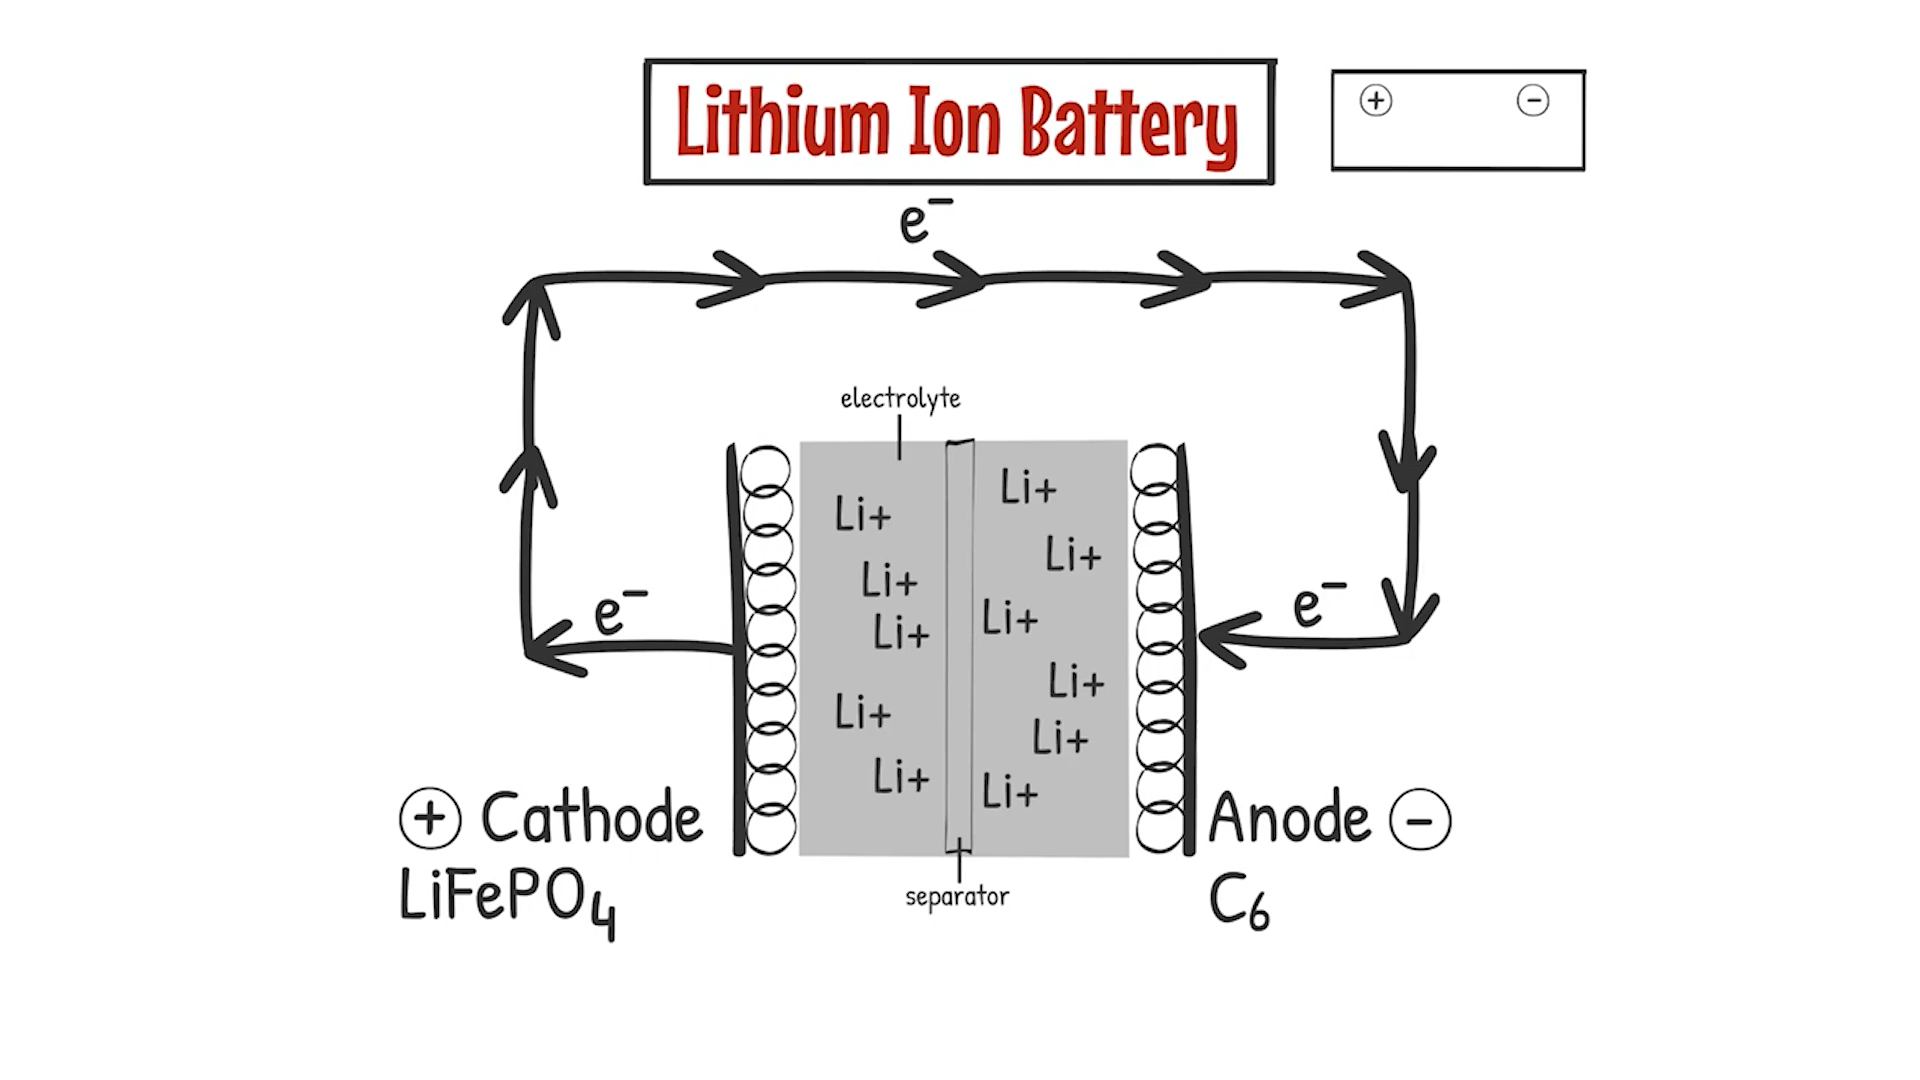 Lithium Ion Battery
+ −
e⁻
electrolyte
Li+
Li+
Li+
Li+
Li+
Li+
Li+
Li+
Li+
Li+
Li+
e⁻
e⁻
+ Cathode
LiFePO₄
Anode −
C₆
separator